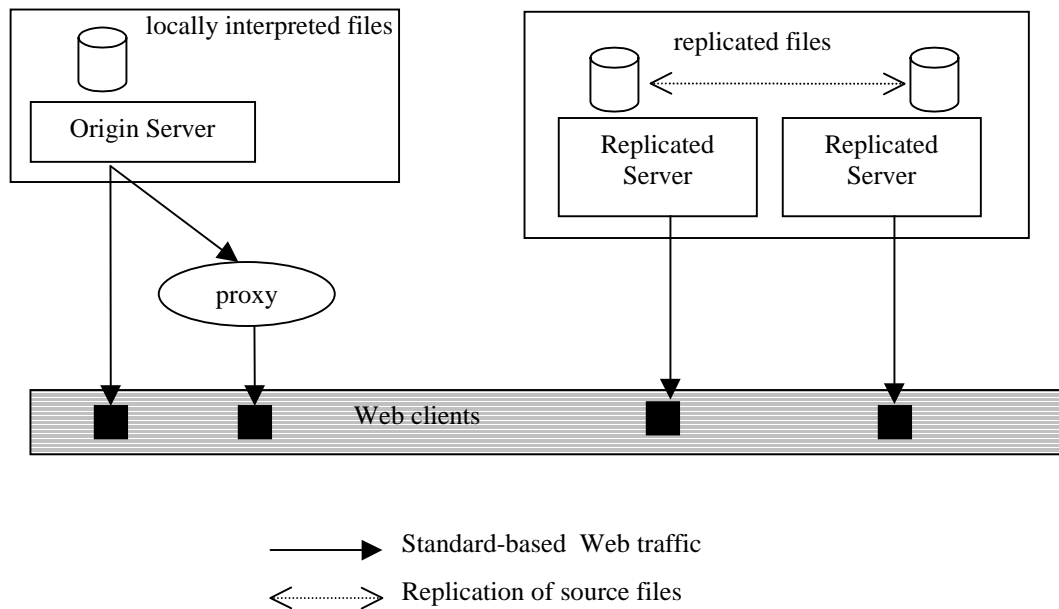 locally interpreted files
Origin Server
proxy
replicated files
Replicated
Server
Replicated
Server
Web clients
Standard-based Web traffic
Replication of source files